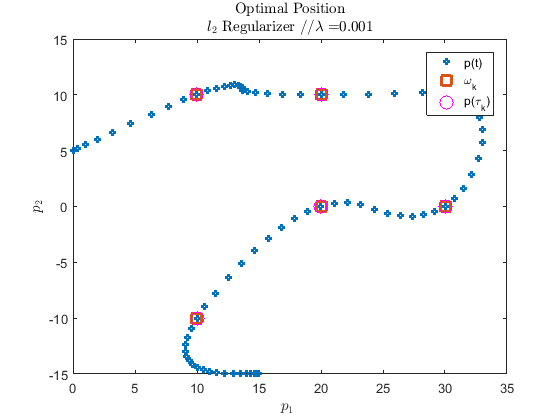 Optimal Position
l₂ Regularizer //λ =0.001
15
10
5
0
-5
-10
-15
p₂
0
5
10
15
20
25
30
35
p₁
p(t)
ωₖ
p(τₖ)